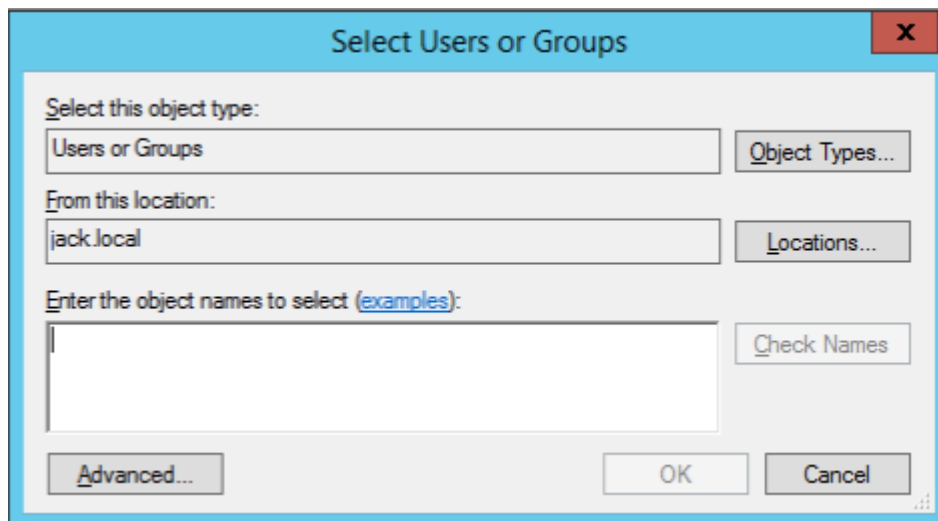 Select Users or Groups
x
Select this object type:
Users or Groups
Object Types...
From this location:
jack.local
Locations...
Enter the object names to select (examples):
Check Names
Advanced...
OK
Cancel